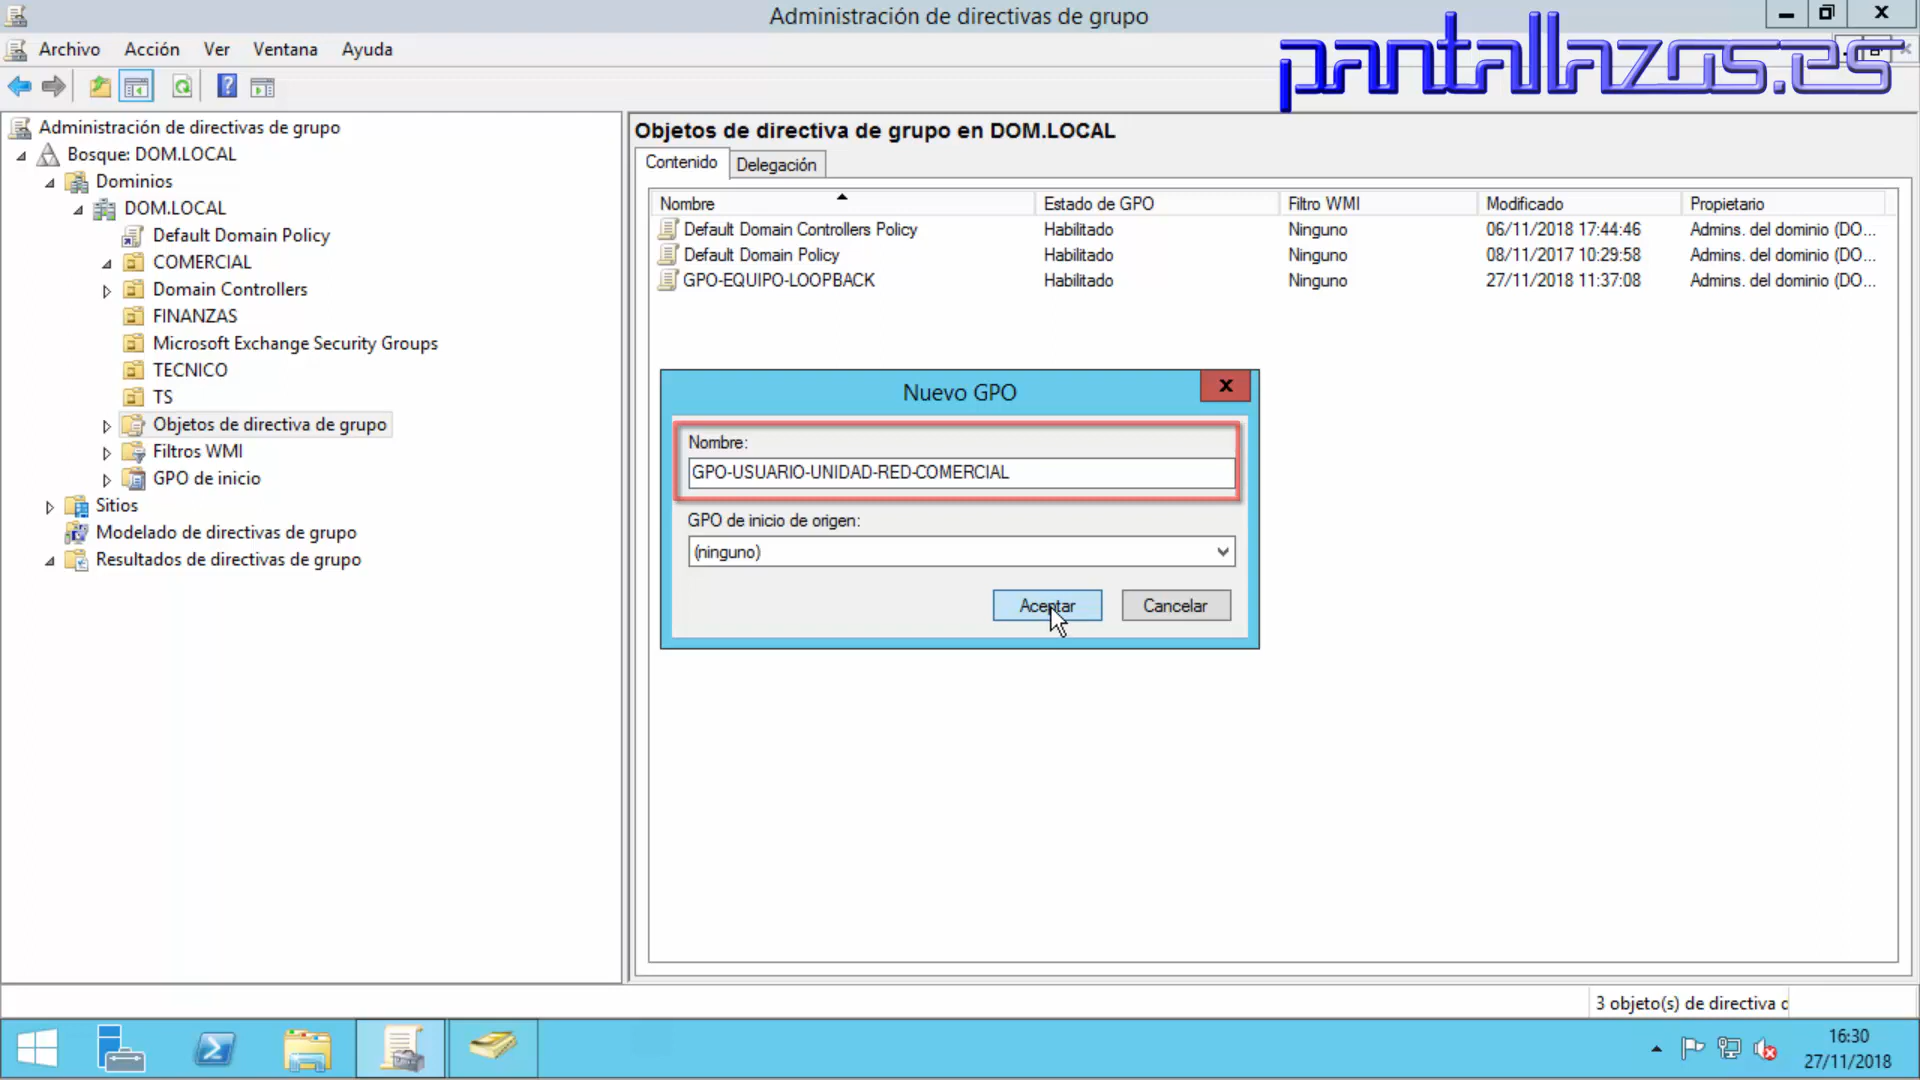 Administración de directivas de grupo
Archivo Acción Ver Ventana Ayuda
pantallazos.es
Administración de directivas de grupo
Bosque: DOM.LOCAL
Dominios
DOM.LOCAL
Default Domain Policy
COMERCIAL
Domain Controllers
FINANZAS
Microsoft Exchange Security Groups
TECNICO
TS
Objetos de directiva de grupo
Filtros WMI
GPO de inicio
Sitios
Modelado de directivas de grupo
Resultados de directivas de grupo
Objetos de directiva de grupo en DOM.LOCAL
Contenido Delegación
Nombre Estado de GPO Filtro WMI Modificado Propietario
Default Domain Controllers Policy Habilitado Ninguno 06/11/2018 17:44:46 Admins. del dominio (DO...
Default Domain Policy Habilitado Ninguno 08/11/2017 10:29:58 Admins. del dominio (DO...
GPO-EQUIPO-LOOPBACK Habilitado Ninguno 27/11/2018 11:37:08 Admins. del dominio (DO...
Nuevo GPO
Nombre:
GPO-USUARIO-UNIDAD-RED-COMERCIAL
GPO de inicio de origen:
(ninguno)
Aceptar Cancelar
3 objeto(s) de directiva d
16:30
27/11/2018